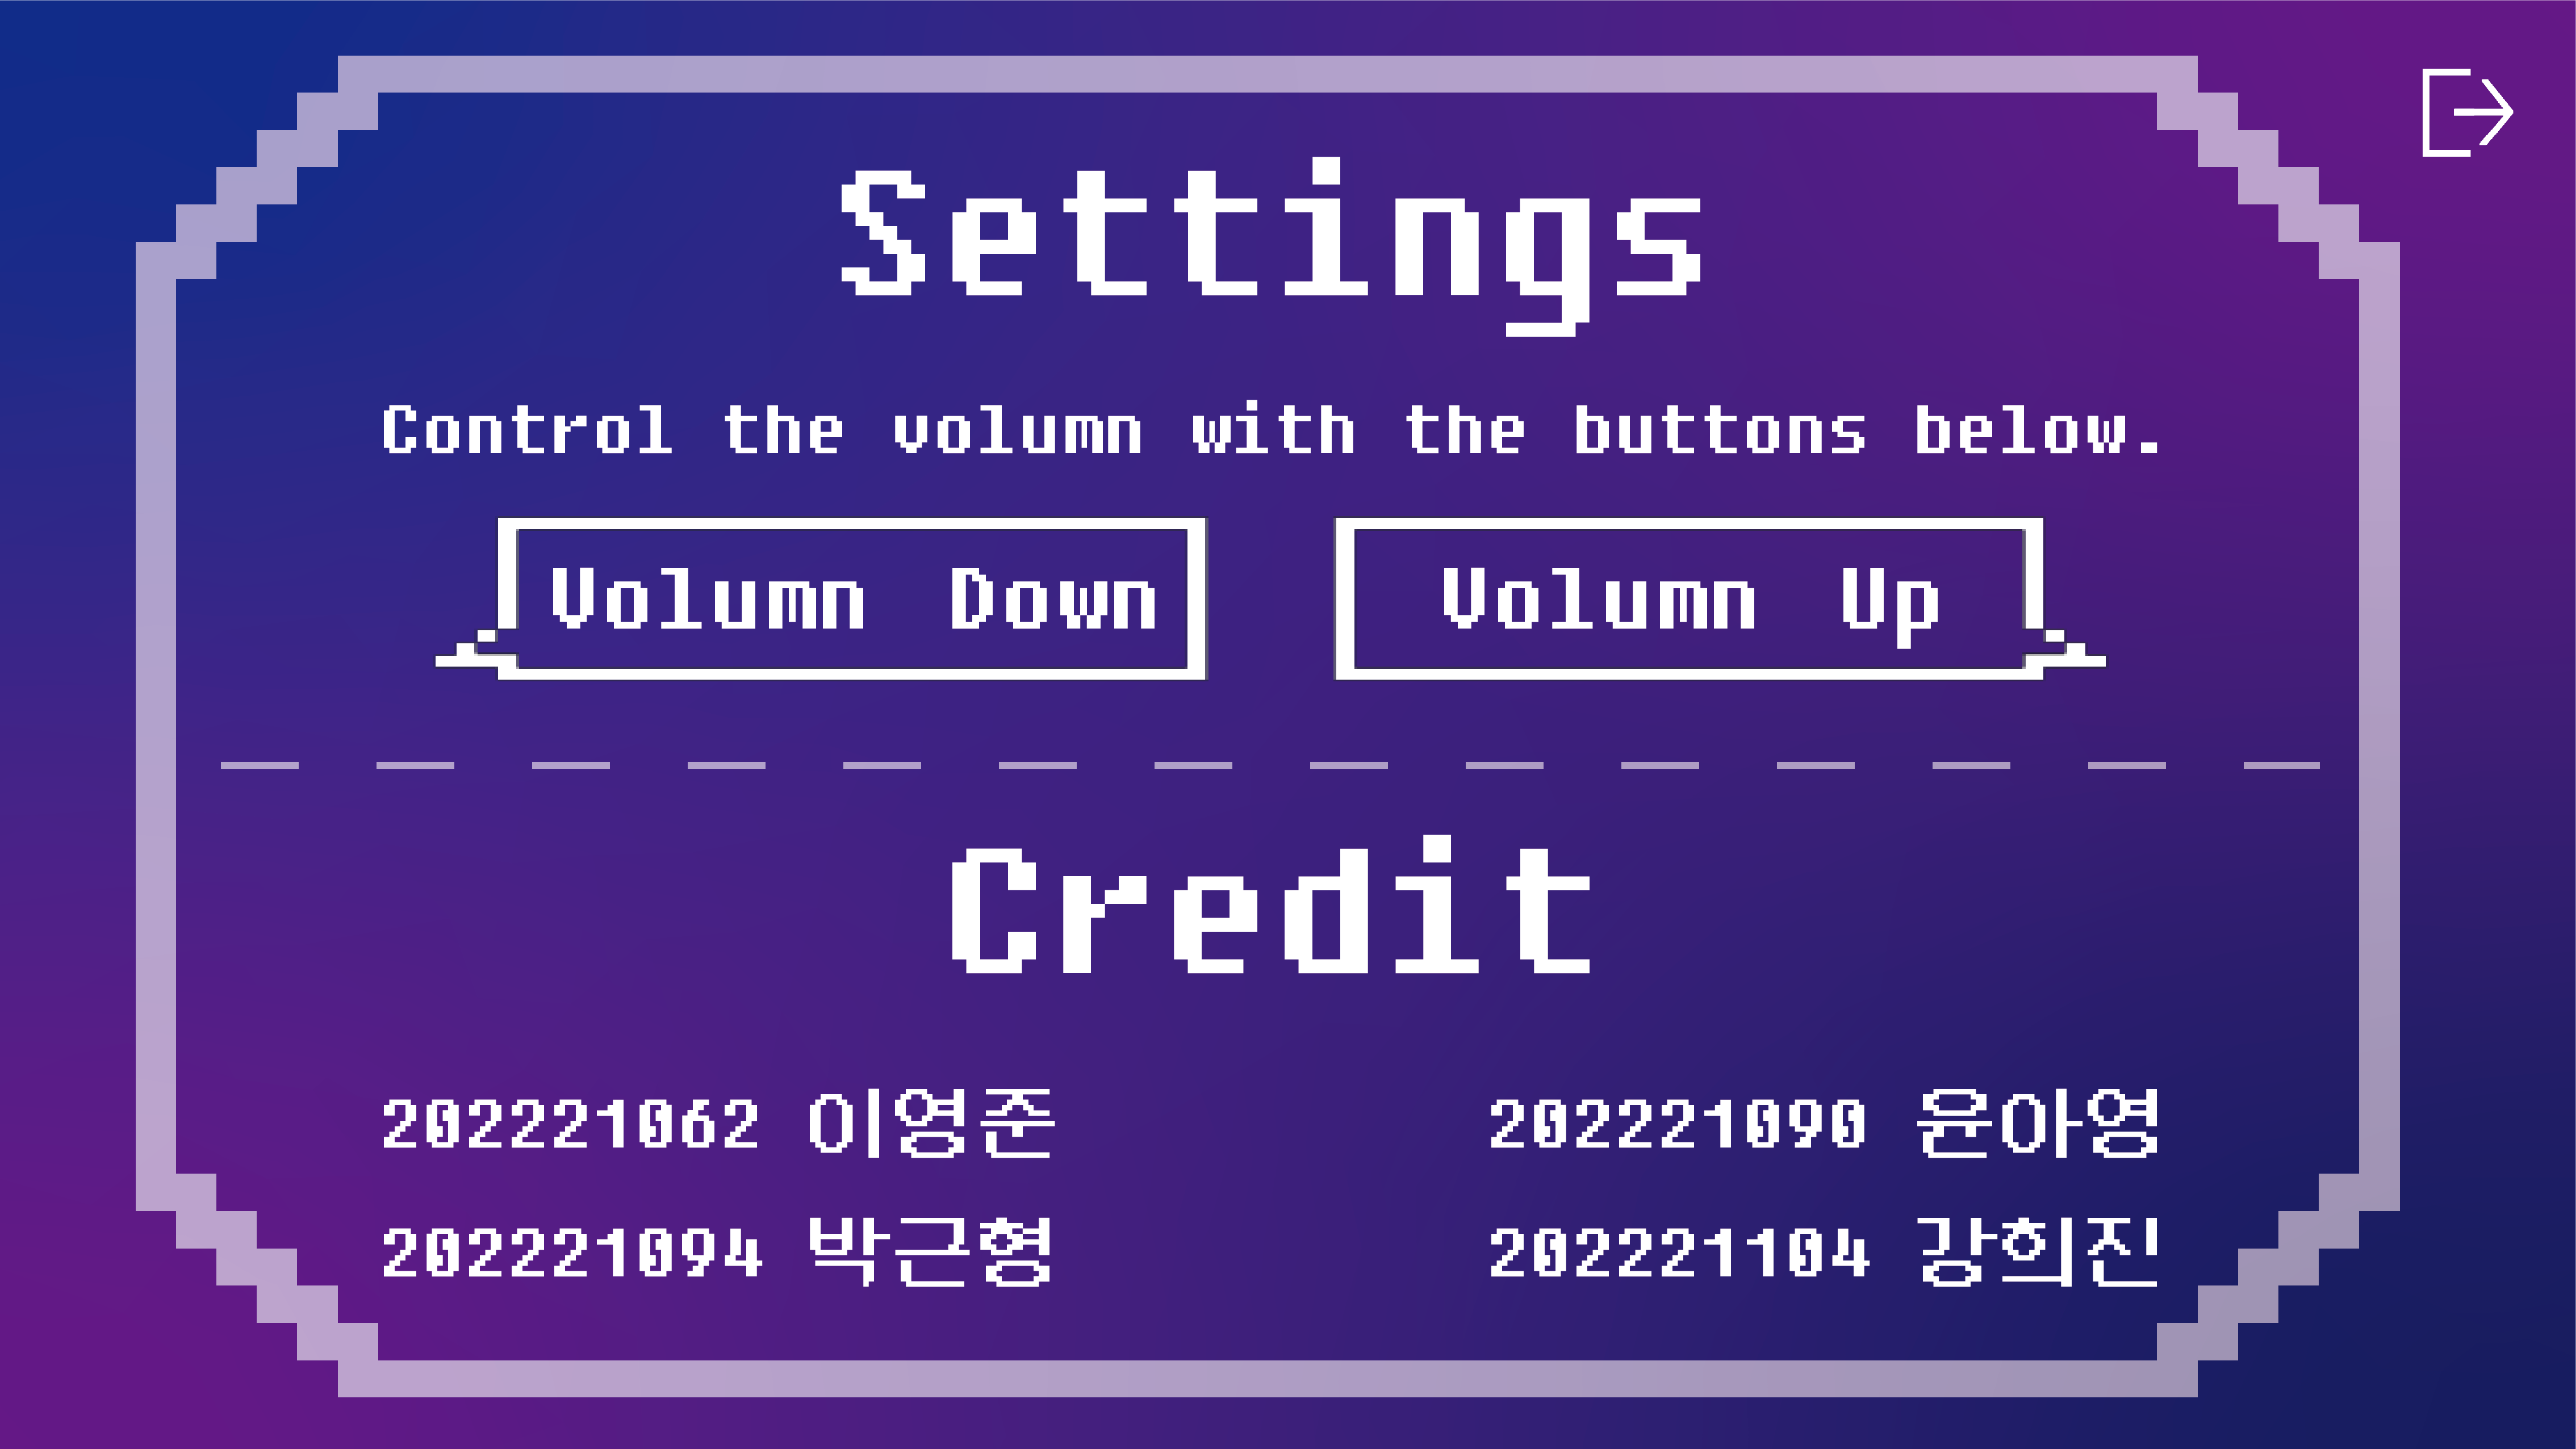 Settings
Control the volumn with the buttons below.
Volumn Down
Volumn Up
Credit
202221062 이영준
202221090 윤아영
202221094 박근형
202221104 강희진